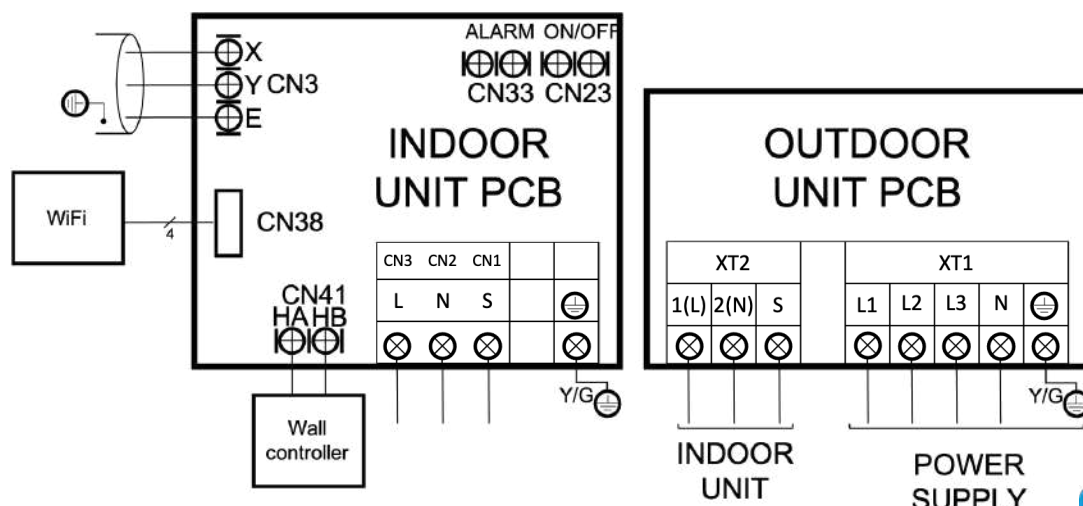 ALARM ON/OFF
X
Y CN3
E
CN33 CN23
INDOOR
UNIT PCB
WiFi
4
CN38
CN41
HA HB
CN3 CN2 CN1
L N S
Y/G
Wall
controller
OUTDOOR
UNIT PCB
XT2 XT1
1(L) 2(N) S L1 L2 L3 N
Y/G
INDOOR
UNIT
POWER
SUPPLY